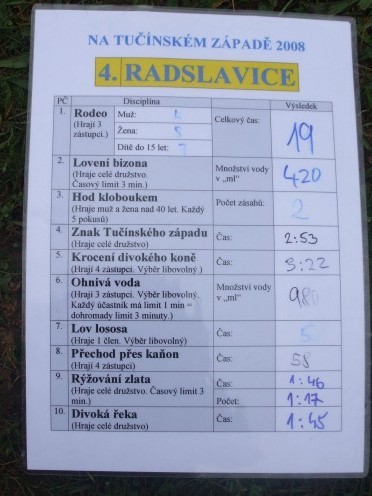 NA TUČÍNSKÉM ZÁPADĚ 2008
4. RADSLAVICE
PČ Disciplina Výsledek
1. Rodeo
(Hrají 3
zástupci.)
Muž:
Žena: 5
Dítě do 15 let: 7
Celkový čas: 19
2. Lovení bizona
(Hraje celé družstvo.
Časový limit 3 min.)
Množství vody
v „ml“
420
3. Hod kloboukem
(Hraje muž a žena nad 40 let. Každý
5 pokusů)
Počet zásahů: 2
4. Znak Tučínského západu
(Hraje celé družstvo)
Čas: 2:53
5. Krocení divokého koně
(Hrají 4 zástupci. Výběr libovolný.)
Čas: 5:22
6. Ohnivá voda
(Hrají 3 zástupci. Výběr libovolný.
Každý účastník má limit 1 min =
dohromady limit 3 minuty.)
Množství vody
v „ml“
980
7. Lov lososa
(Hraje 1 člen. Výběr libovolný)
Čas: 5
8. Přechod přes kaňon
(Hrají 4 zástupci)
Čas: 58
9. Rýžování zlata
(Hraje celé družstvo. Časový limit 3
min.)
Čas: 1:46
Počet: 1:17
10. Divoká řeka
(Hraje celé družstvo)
Čas: 1:45